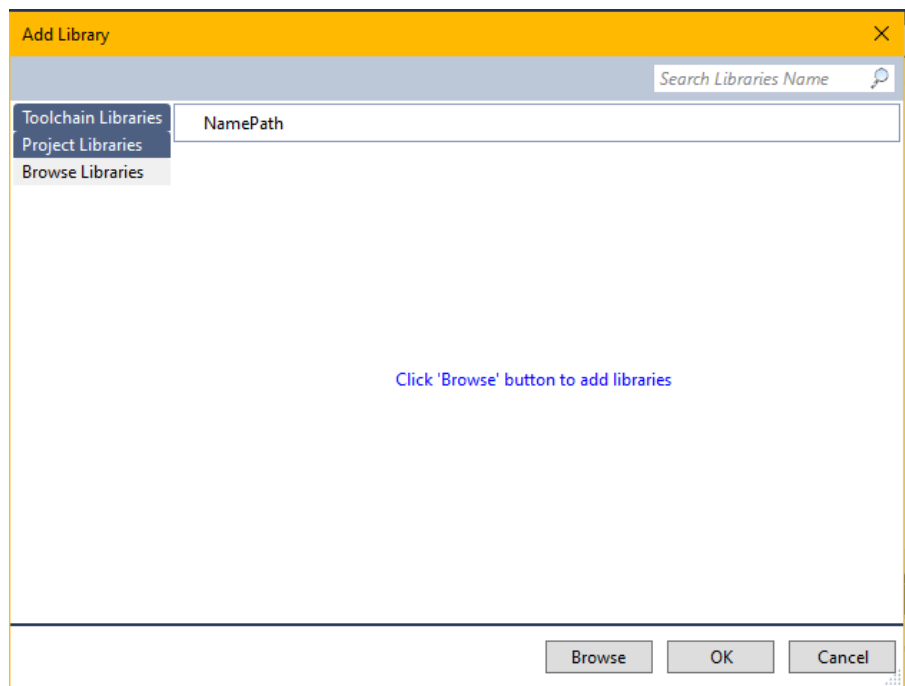 Add Library
Search Libraries Name
Toolchain Libraries
NamePath
Project Libraries
Browse Libraries
Click 'Browse' button to add libraries
Browse OK Cancel